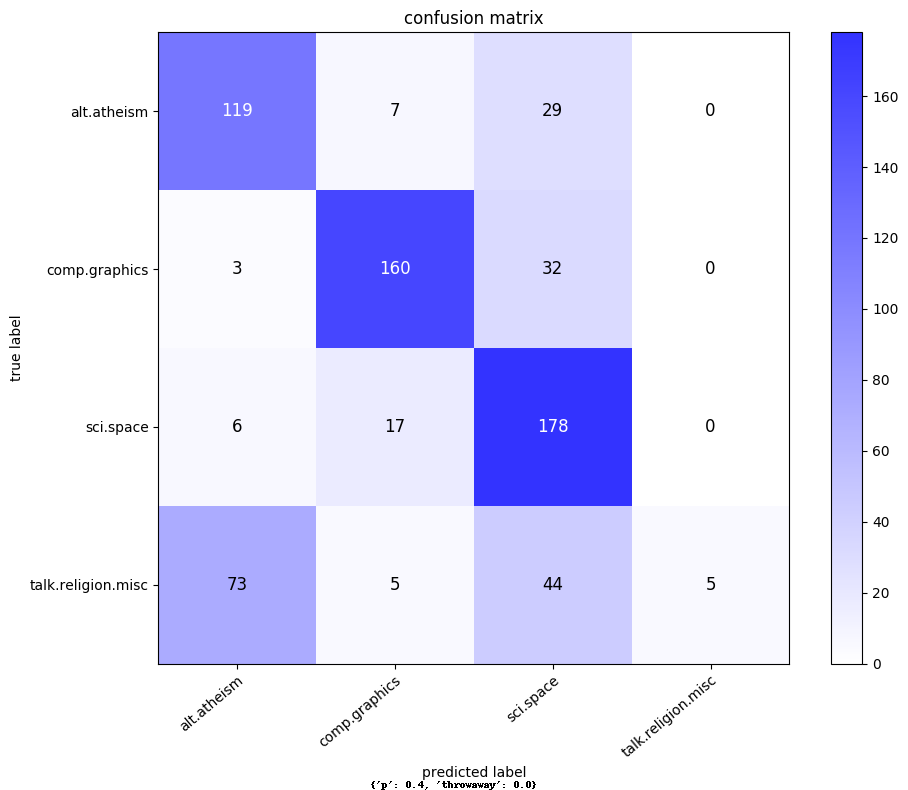 confusion matrix
alt.atheism 119 7 29 0
comp.graphics 3 160 32 0
sci.space 6 17 178 0
talk.religion.misc 73 5 44 5
true label
alt.atheism comp.graphics sci.space talk.religion.misc
predicted label
{'p': 0.4, 'throwaway': 0.0}
160
140
120
100
80
60
40
20
0